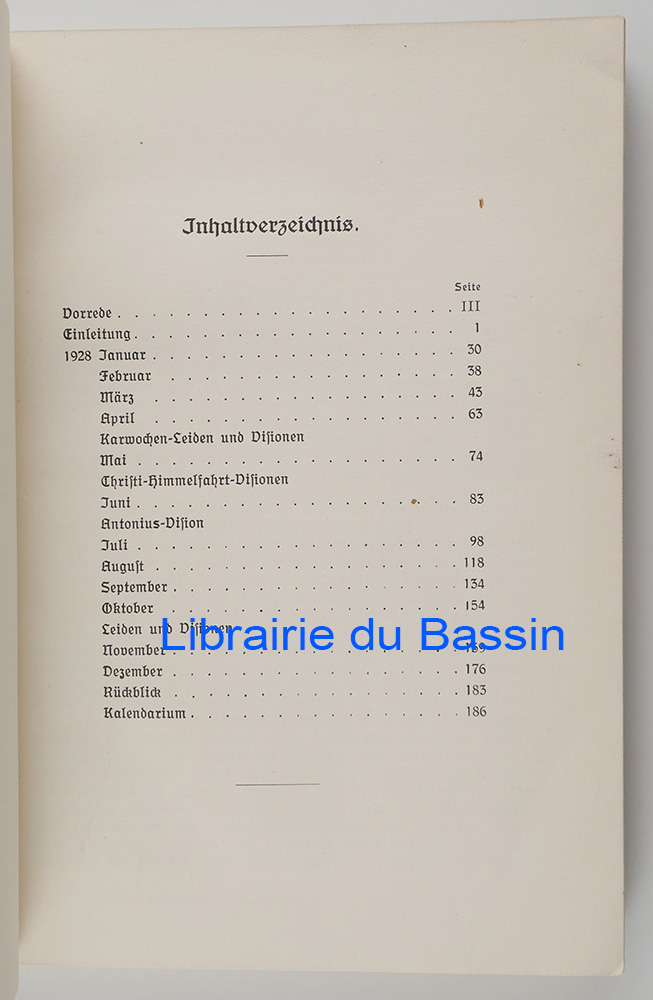 Inhaltverzeichnis.
Seite
Vorrede . . . . . . . . . . . . . . . . . . III
Einleitung . . . . . . . . . . . . . . . . . 1
1928 Januar . . . . . . . . . . . . . . . . 30
Februar . . . . . . . . . . . . . . . 38
März . . . . . . . . . . . . . . . . 43
April . . . . . . . . . . . . . . . . 63
Karwochen-Leiden und Visionen
Mai . . . . . . . . . . . . . . . . . 74
Christi-Himmelfahrt-Visionen
Juni . . . . . . . . . . . . . . . . . 83
Antonius-Vision
Juli . . . . . . . . . . . . . . . . . 98
August . . . . . . . . . . . . . . . . 118
September . . . . . . . . . . . . . . . 134
Oktober . . . . . . . . . . . . . . . 154
Leiden und Visionen
Librairie du Bassin
November . . . . . . . . . . . . . . .
Dezember . . . . . . . . . . . . . . . 176
Rückblick . . . . . . . . . . . . . . . 183
Kalendarium . . . . . . . . . . . . . . 186